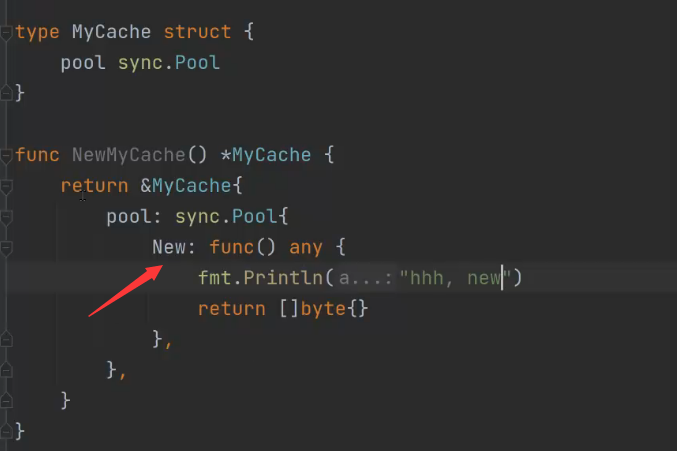 type MyCache struct {
pool sync.Pool
}
func NewMyCache() *MyCache {
return &MyCache{
pool: sync.Pool{
New: func() any {
fmt.Println( a...: "hhh, new")
return []byte{}
},
},
}
}